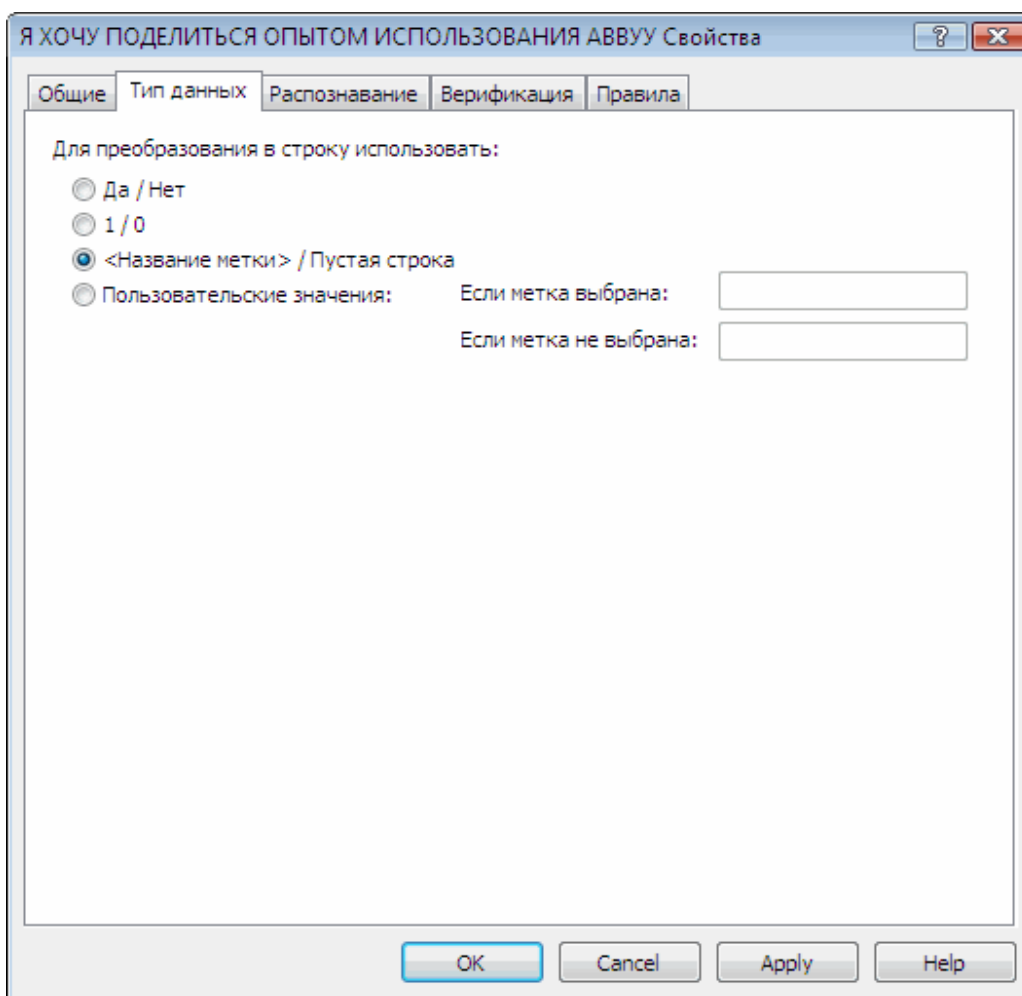 Я ХОЧУ ПОДЕЛИТЬСЯ ОПЫТОМ ИСПОЛЬЗОВАНИЯ ABBYY Свойства
Общие Тип данных Распознавание Верификация Правила
Для преобразования в строку использовать:
Да / Нет
1 / 0
<Название метки> / Пустая строка
Пользовательские значения: Если метка выбрана:
Если метка не выбрана:
OK Cancel Apply Help